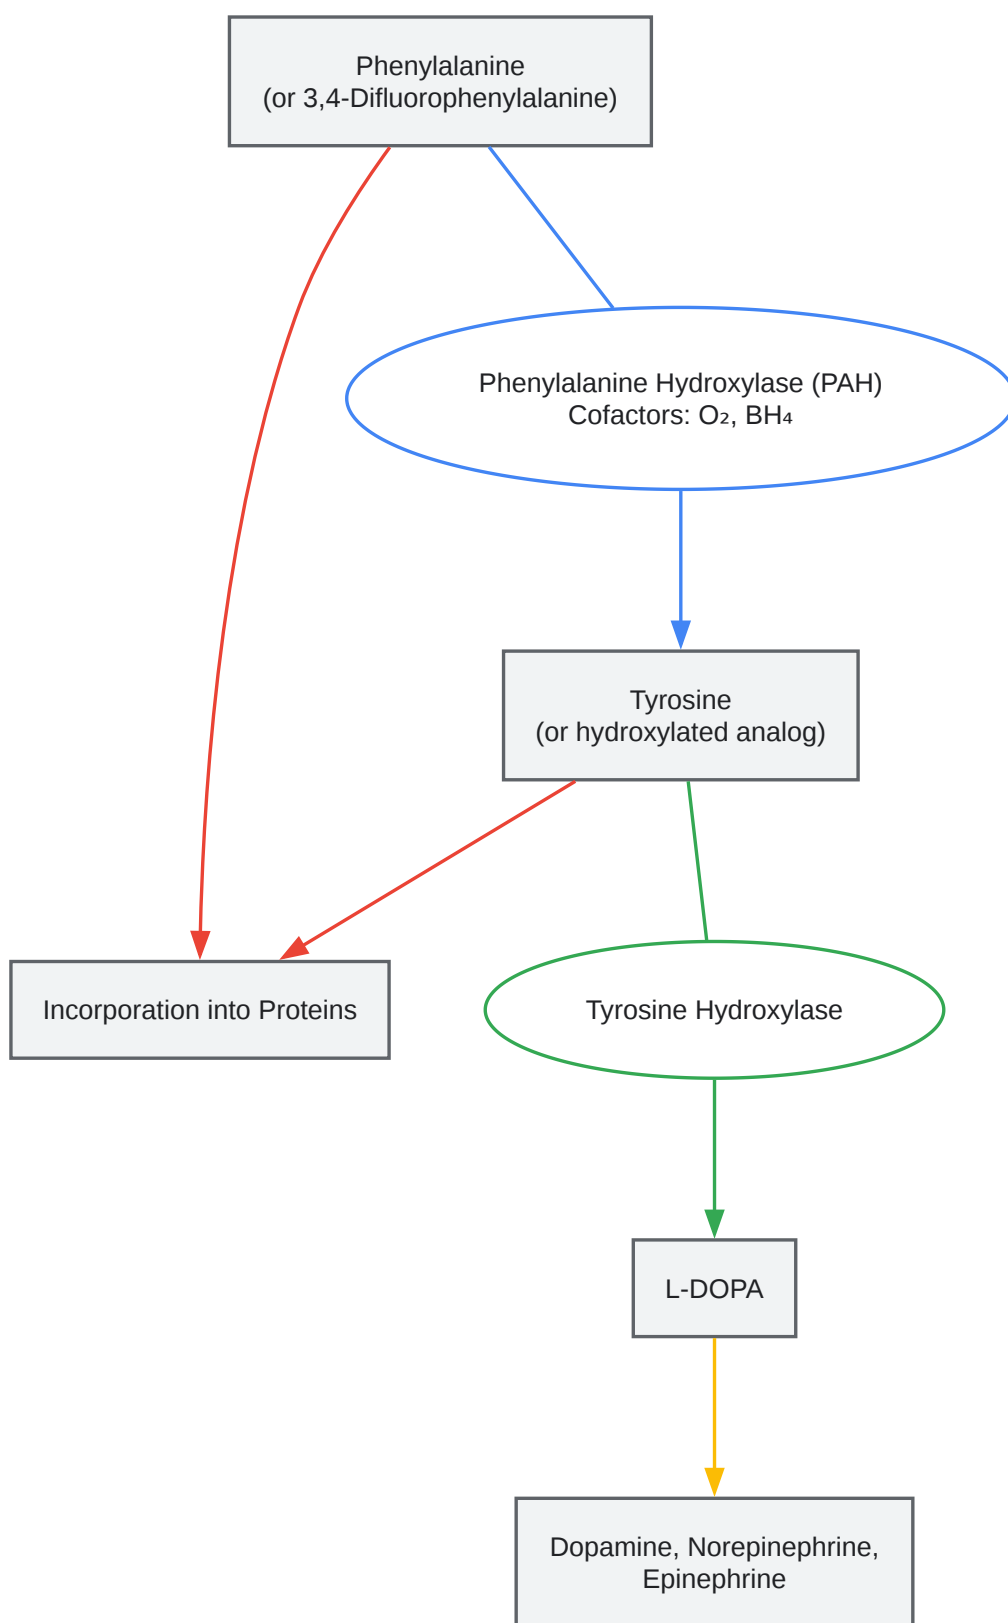 Phenylalanine
(or 3,4-Difluorophenylalanine)
Phenylalanine Hydroxylase (PAH)
Cofactors: O₂, BH₄
Tyrosine
(or hydroxylated analog)
Incorporation into Proteins
Tyrosine Hydroxylase
L-DOPA
Dopamine, Norepinephrine,
Epinephrine